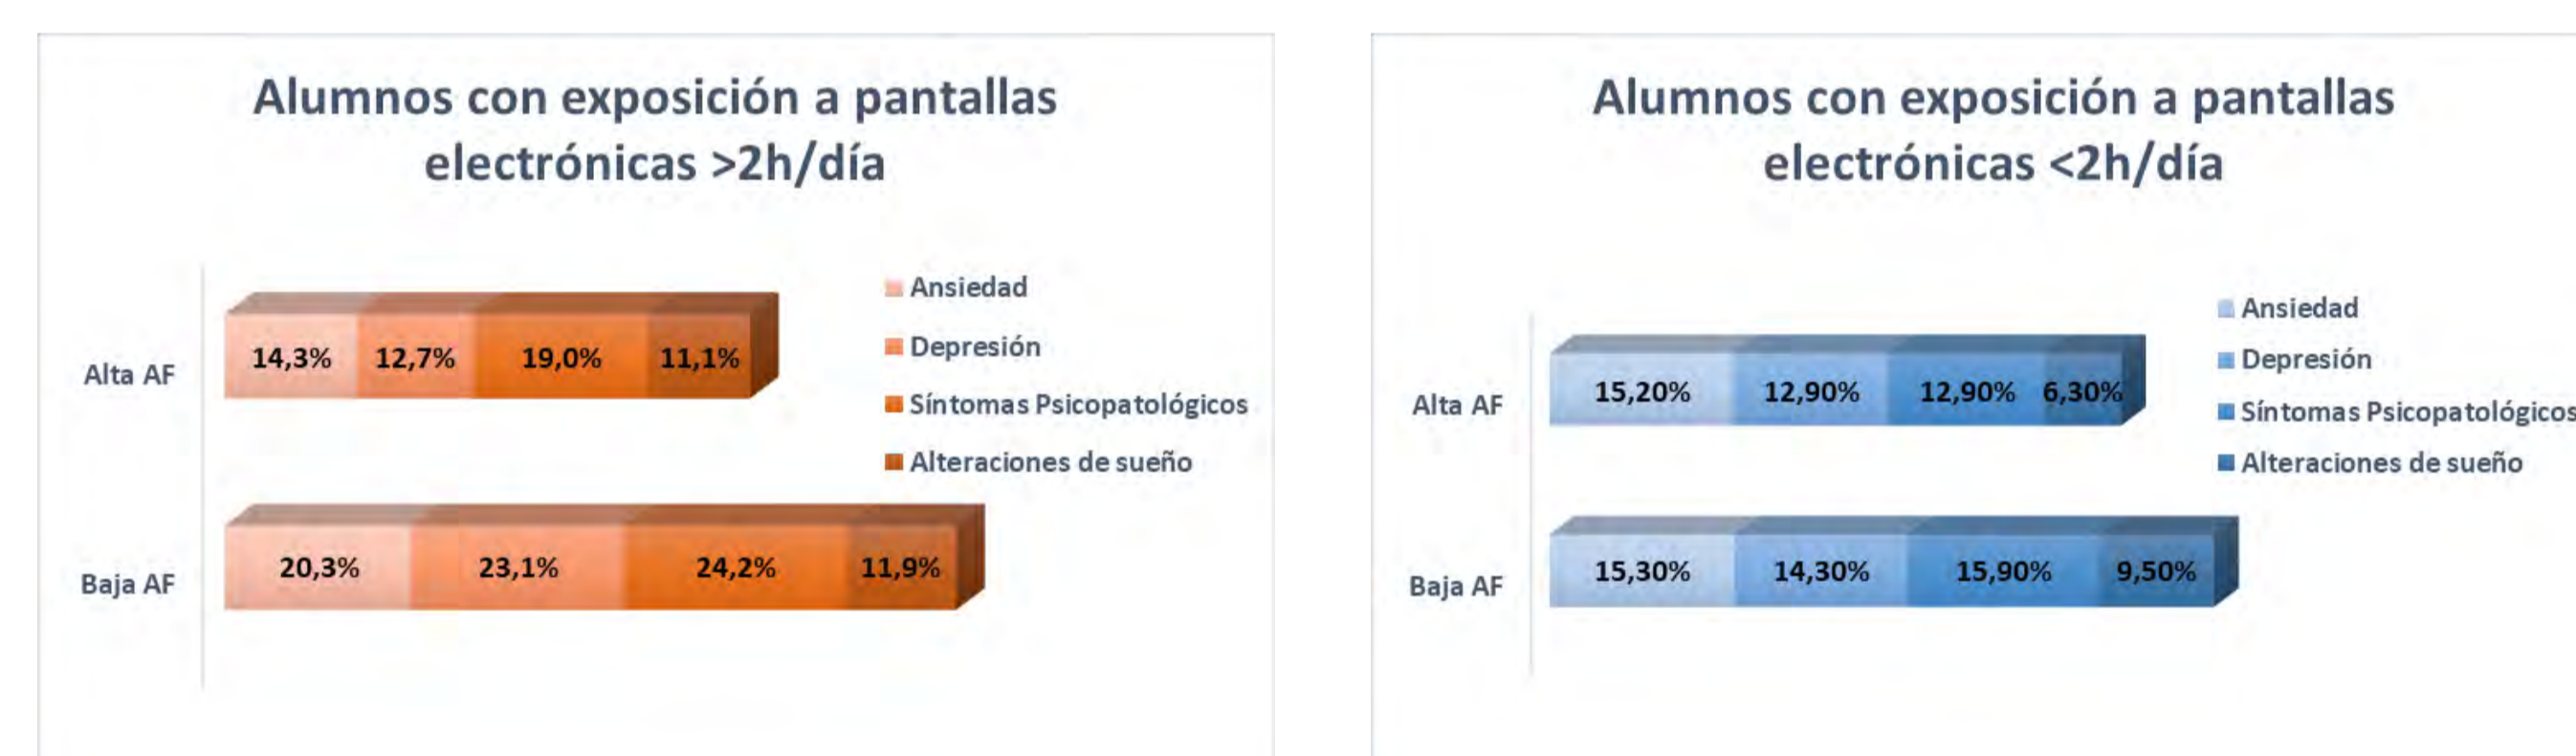 Alumnos con exposición a pantallas
electrónicas >2h/día
Ansiedad
Depresión
Síntomas Psicopatológicos
Alteraciones de sueño
Alta AF
14,3% 12,7% 19,0% 11,1%
Baja AF
20,3% 23,1% 24,2% 11,9%
Alumnos con exposición a pantallas
electrónicas <2h/día
Ansiedad
Depresión
Síntomas Psicopatológicos
Alteraciones de sueño
Alta AF
15,20% 12,90% 12,90% 6,30%
Baja AF
15,30% 14,30% 15,90% 9,50%